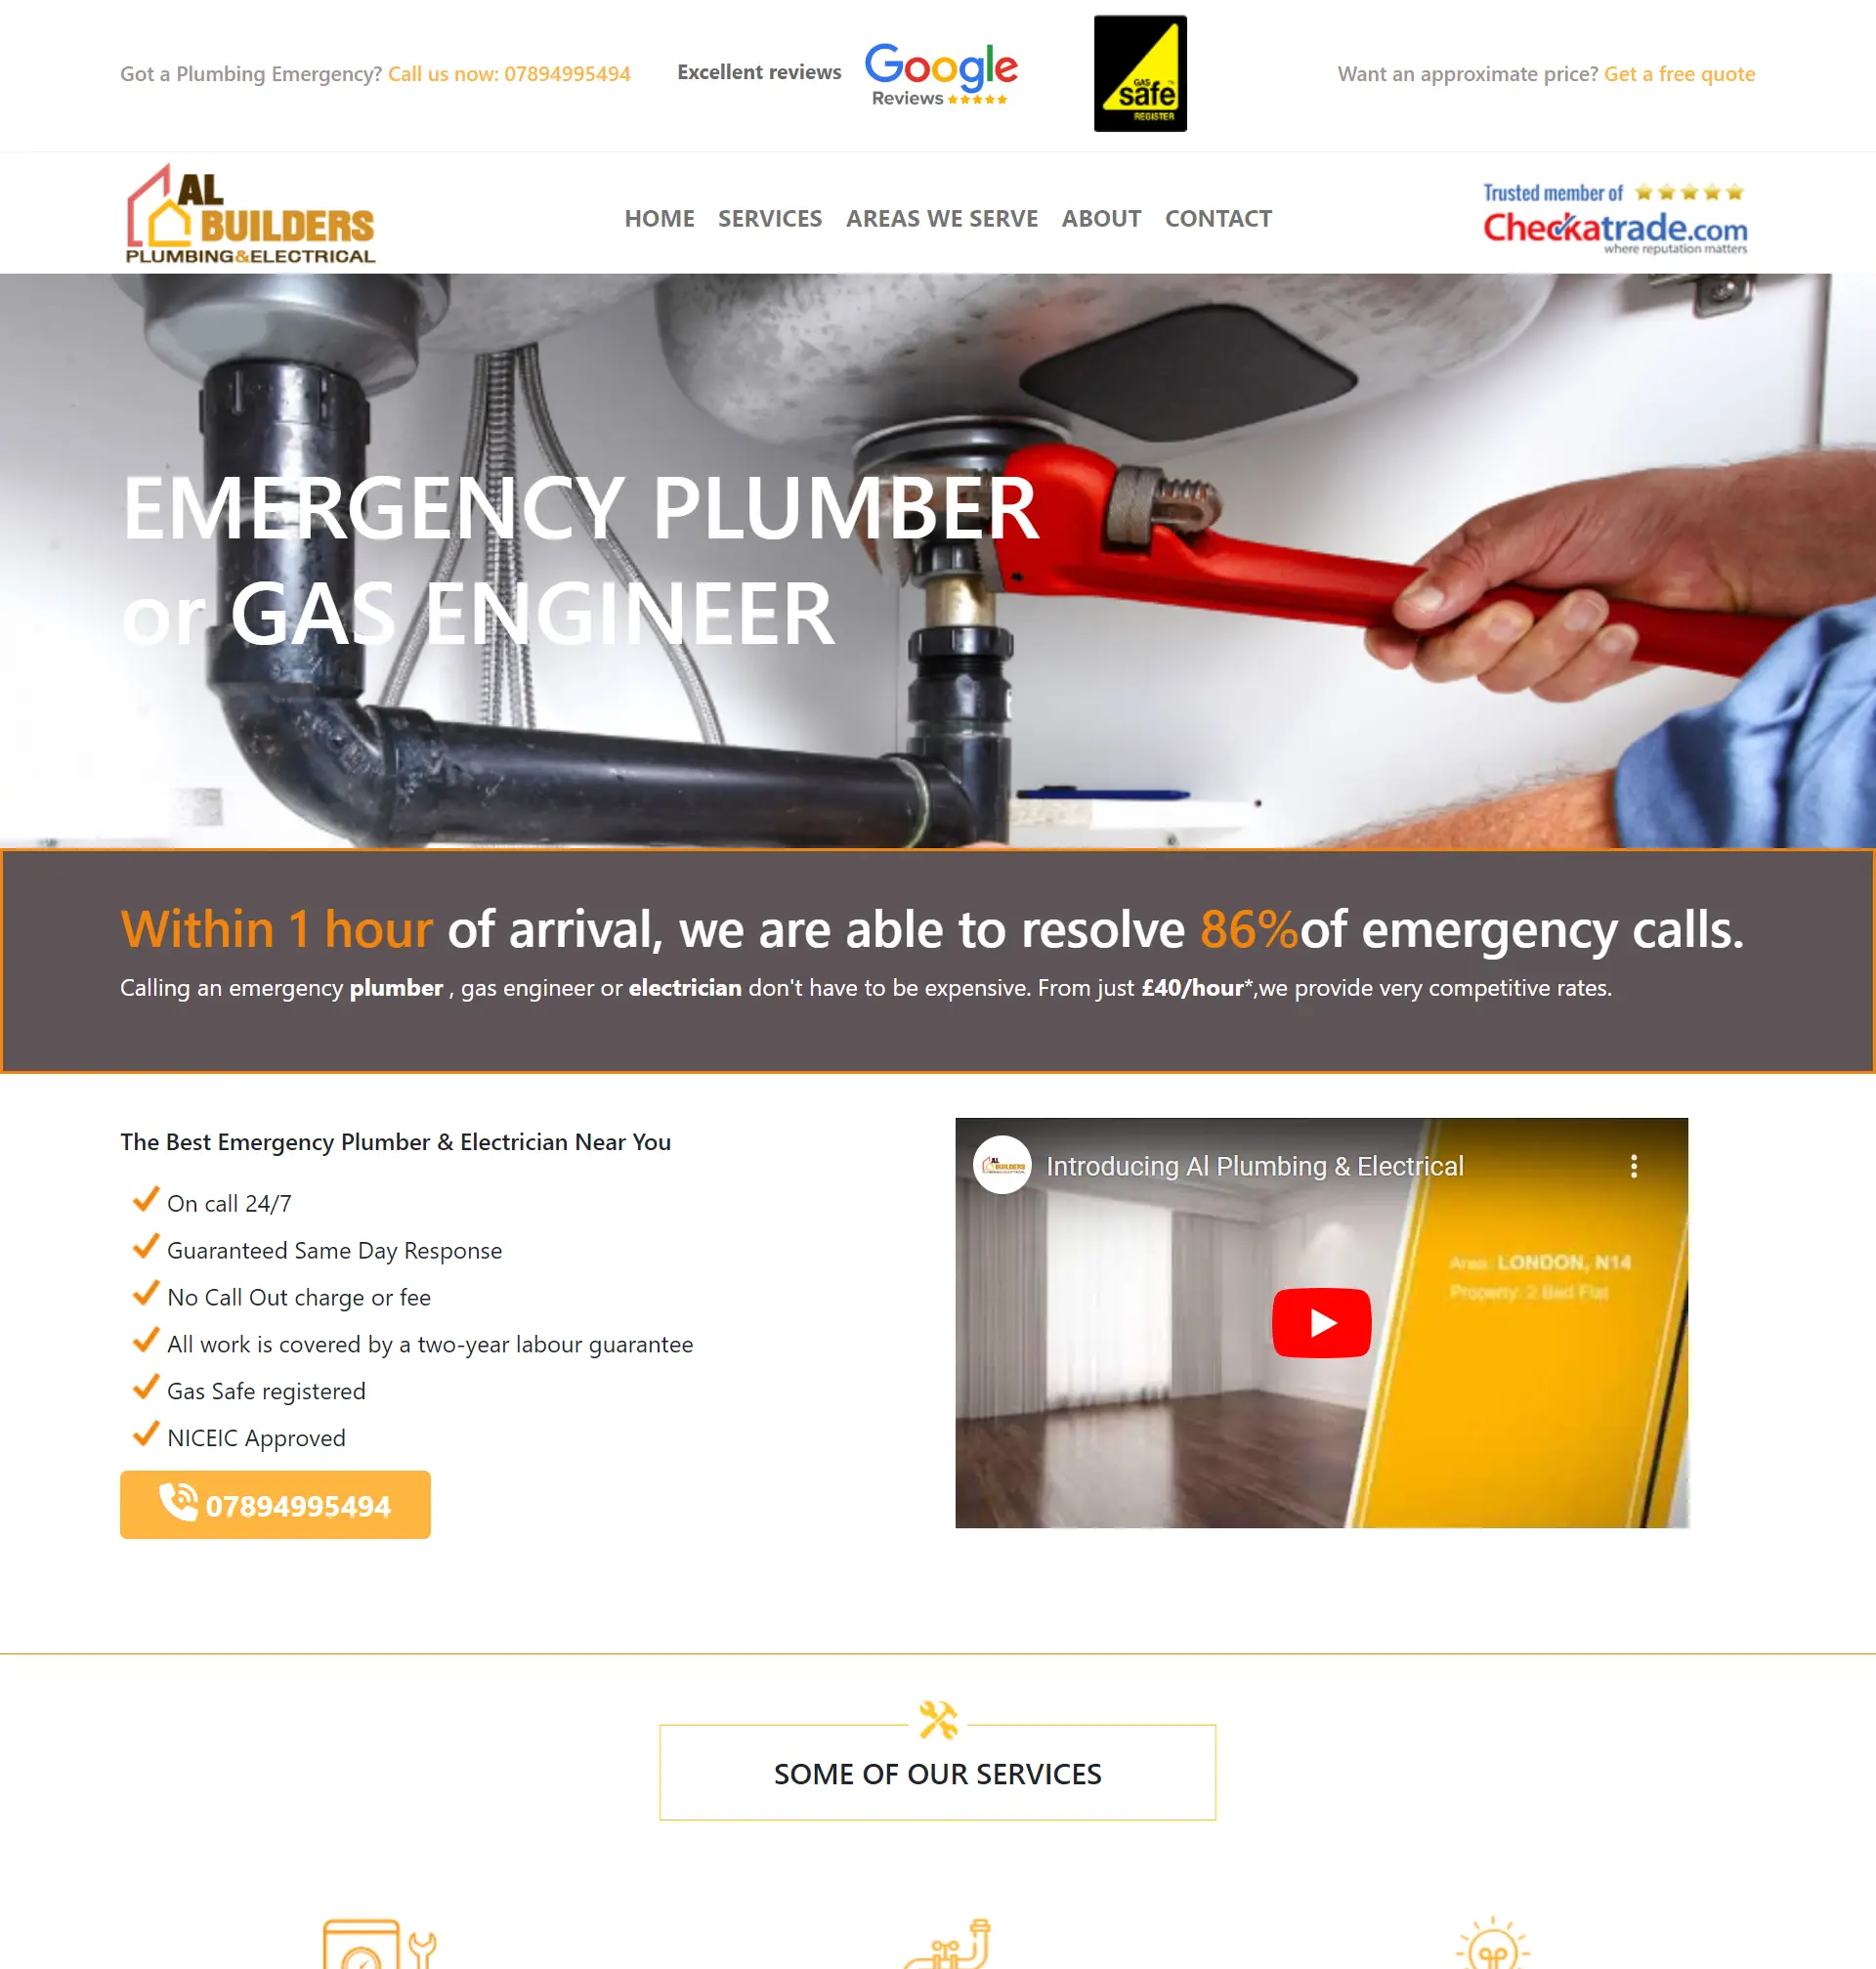 Got a Plumbing Emergency? Call us now: 07894995494
Excellent reviews
Google
Reviews
GAS
safe
REGISTER
Want an approximate price? Get a free quote
AL
BUILDERS
PLUMBING&ELECTRICAL
HOME SERVICES AREAS WE SERVE ABOUT CONTACT
Trusted member of
Checkatrade.com
where reputation matters
EMERGENCY PLUMBER
or GAS ENGINEER
Within 1 hour of arrival, we are able to resolve 86%of emergency calls.
Calling an emergency plumber , gas engineer or electrician don't have to be expensive. From just £40/hour*,we provide very competitive rates.
The Best Emergency Plumber & Electrician Near You
On call 24/7
Guaranteed Same Day Response
No Call Out charge or fee
All work is covered by a two-year labour guarantee
Gas Safe registered
NICEIC Approved
07894995494
AL
BUILDERS
Introducing Al Plumbing & Electrical
Area: LONDON, N14
Property: 2 Bed Flat
SOME OF OUR SERVICES